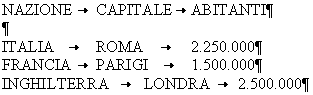 NAZIONE → CAPITALE → ABITANTI¶
¶
ITALIA → ROMA → 2.250.000¶
FRANCIA → PARIGI → 1.500.000¶
INGHILTERRA → LONDRA → 2.500.000¶